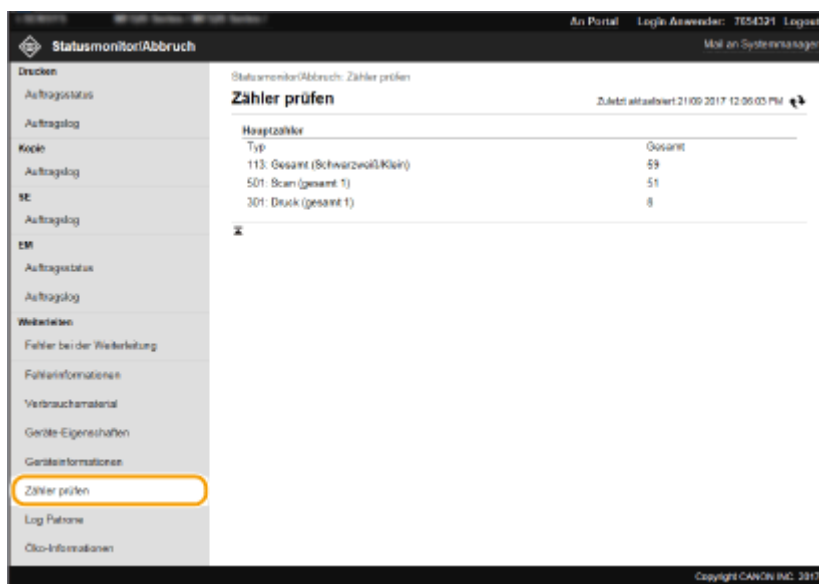 An Portal Login Anwender: 7654321 Logout
Statusmonitor/Abbruch
Mail an Systemmanager
Drucken
Auftragsstatus
Auftragslog
Kopie
Auftragslog
SE
Auftragslog
EM
Auftragsstatus
Auftragslog
Weiterleiten
Fehler bei der Weiterleitung
Fehlerinformationen
Verbrauchsmaterial
Geräte-Eigenschaften
Geräteinformationen
Zähler prüfen
Log Patrone
Öko-Informationen
Statusmonitor/Abbruch: Zähler prüfen
Zähler prüfen
Zuletzt aktualisiert:21/09 2017 12:06:03 PM
Hauptzähler
Typ Gesamt
113: Gesamt (Schwarzweiß/Klein) 59
501: Scan (gesamt 1) 51
301: Druck (gesamt 1) 8
Copyright CANON INC. 2017